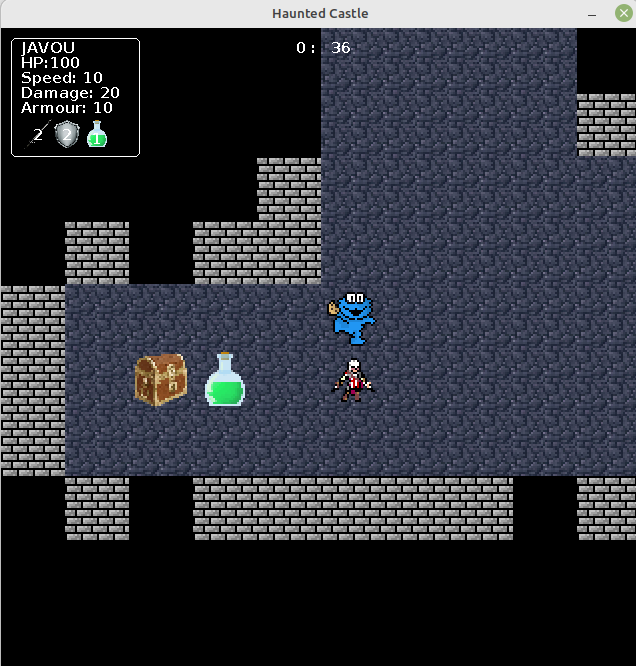 Haunted Castle
JAVOU
HP:100
Speed: 10
Damage: 20
Armour: 10
2 2 1
0 : 36